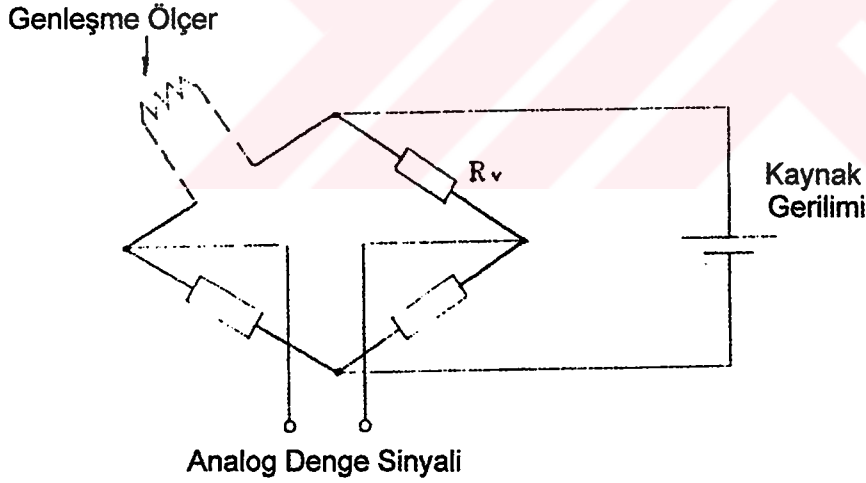 Genleşme Ölçer
Rv
Kaynak
Gerilimi
Analog Denge Sinyali